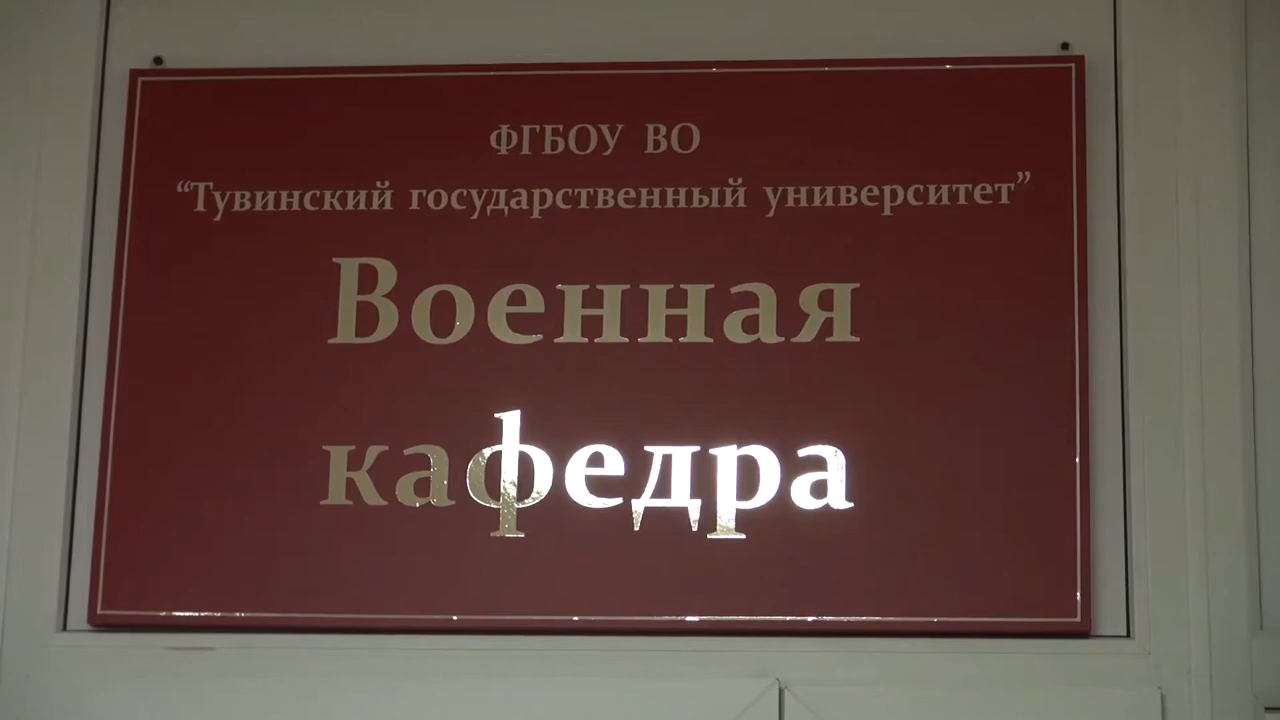 ФГБОУ ВО
“Тувинский государственный университет”
Военная
кафедра